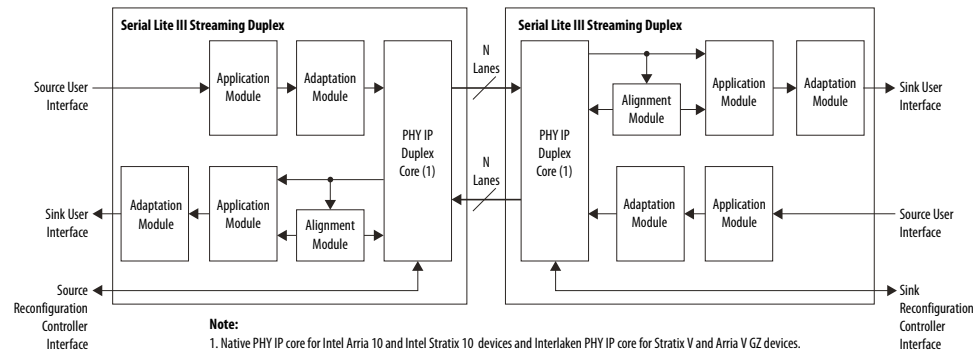 Serial Lite III Streaming Duplex
Serial Lite III Streaming Duplex
Source User
Interface
Application
Module
Adaptation
Module
PHY IP
Duplex
Core (1)
N
Lanes
N
Lanes
PHY IP
Duplex
Core (1)
Alignment
Module
Application
Module
Adaptation
Module
Sink User
Interface
Sink User
Interface
Adaptation
Module
Application
Module
Alignment
Module
Adaptation
Module
Application
Module
Source User
Interface
Source
Reconfiguration
Controller
Interface
Sink
Reconfiguration
Controller
Interface
Note:
1. Native PHY IP core for Intel Arria 10 and Intel Stratix 10 devices and Interlaken PHY IP core for Stratix V and Arria V GZ devices.